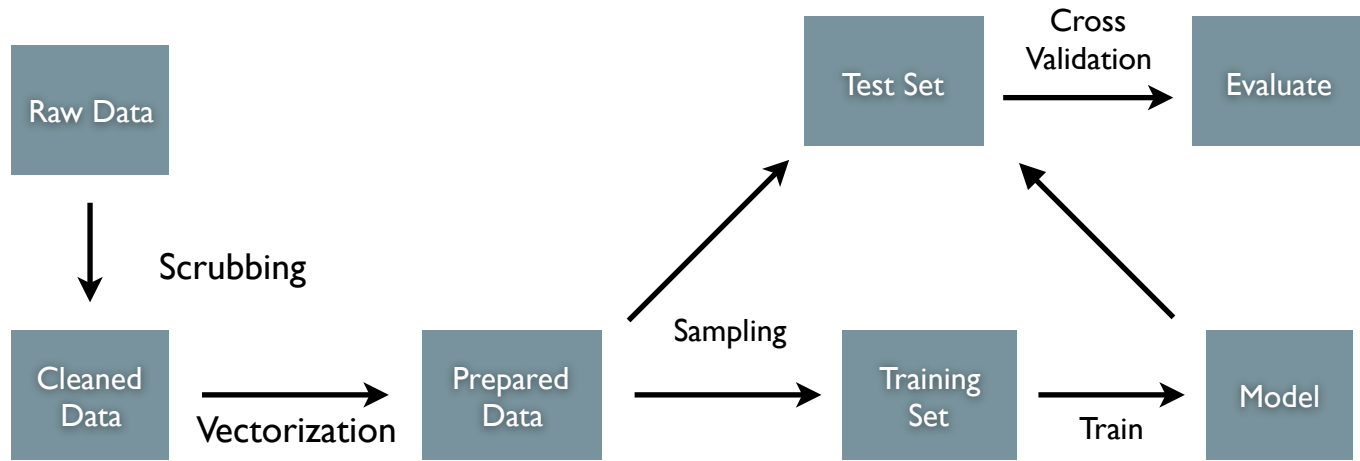 Raw Data
Scrubbing
Cleaned
Data
Vectorization
Prepared
Data
Sampling
Test Set
Cross
Validation
Evaluate
Training
Set
Train
Model